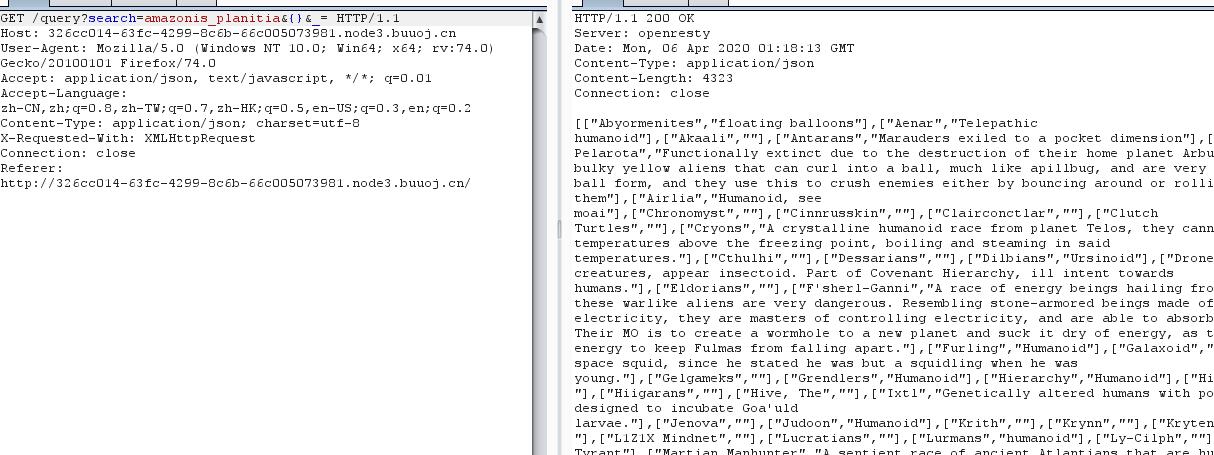 GET /query?search=amazonis_planitia&{}&_= HTTP/1.1
Host: 326cc014-63fc-4299-8c6b-66c005073981.node3.buuoj.cn
User-Agent: Mozilla/5.0 (Windows NT 10.0; Win64; x64; rv:74.0)
Gecko/20100101 Firefox/74.0
Accept: application/json, text/javascript, */*; q=0.01
Accept-Language:
zh-CN,zh;q=0.8,zh-TW;q=0.7,zh-HK;q=0.5,en-US;q=0.3,en;q=0.2
Content-Type: application/json; charset=utf-8
X-Requested-With: XMLHttpRequest
Connection: close
Referer:
http://326cc014-63fc-4299-8c6b-66c005073981.node3.buuoj.cn/
HTTP/1.1 200 OK
Server: openresty
Date: Mon, 06 Apr 2020 01:18:13 GMT
Content-Type: application/json
Content-Length: 4323
Connection: close
[["Abyormenites","floating balloons"],["Aenar","Telepathic
humanoid"],["Akaali",""],["Antarans","Marauders exiled to a pocket dimension"],[
Pelarota","Functionally extinct due to the destruction of their home planet Arbu
bulky yellow aliens that can curl into a ball, much like apillbug, and are very
ball form, and they use this to crush enemies either by bouncing around or rolli
them"],["Airlia","Humanoid, see
moai"],["Chronomyst",""],["Cinnrusskin",""],["Clairconctlar",""],["Clutch
Turtles",""],["Cryons","A crystalline humanoid race from planet Telos, they cann
temperatures above the freezing point, boiling and steaming in said
temperatures."],["Cthulhi",""],["Dessarians",""],["Dilbians","Ursinoid"],["Drone
creatures, appear insectoid. Part of Covenant Hierarchy, ill intent towards
humans."],["Eldorians",""],["F'sherl-Ganni","A race of energy beings hailing fro
these warlike aliens are very dangerous. Resembling stone-armored beings made of
electricity, they are masters of controlling electricity, and are able to absorb
Their MO is to create a wormhole to a new planet and suck it dry of energy, as t
energy to keep Fulmas from falling apart."],["Furling","Humanoid"],["Galaxoid","
space squid, since he stated he was but a squidling when he was
young."],["Gelgameks",""],["Grendlers","Humanoid"],["Hierarchy","Humanoid"],["Hi
"],["Hiigarans",""],["Hive, The",""],["Ixtl","Genetically altered humans with po
designed to incubate Goa'uld
larvae."],["Jenova",""],["Judoon","Humanoid"],["Krith",""],["Krynn",""],["Kryten
"],["L1Z1X Mindnet",""],["Lucratians",""],["Lurmans","humanoid"],["Ly-Cilph",""]
Tyrant"],["Martian Manhunter","A sentient race of ancient Atlantians that are hu